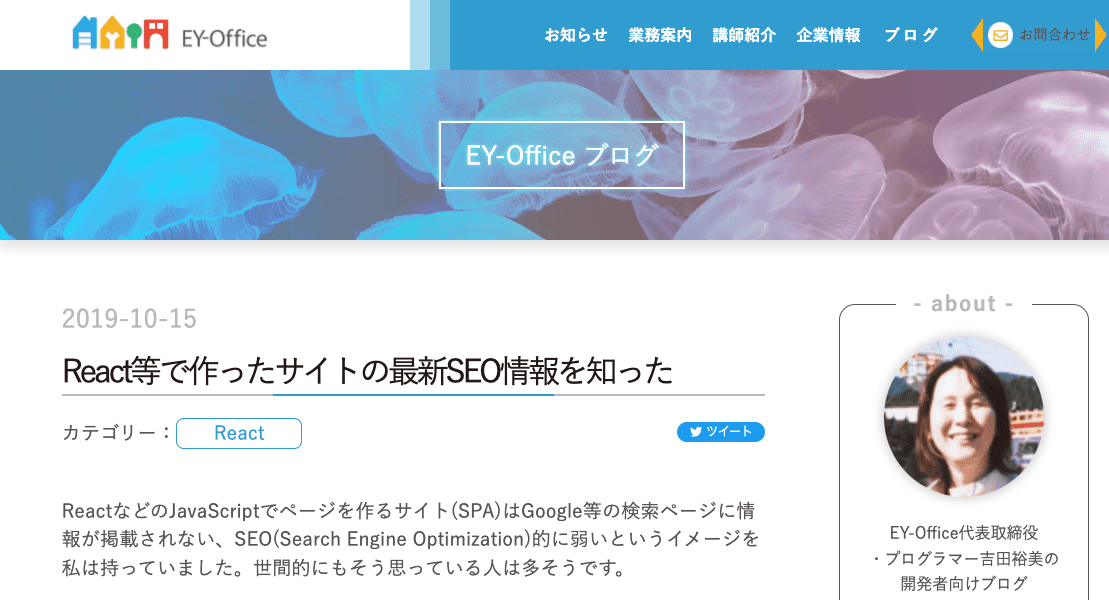 EY-Office
お知らせ 業務案内 講師紹介 企業情報 ブログ お問合わせ
EY-Office ブログ
2019-10-15
React等で作ったサイトの最新SEO情報を知った
カテゴリー： React
ツイート
ReactなどのJavaScriptでページを作るサイト(SPA)はGoogle等の検索ページに情
報が掲載されない、SEO(Search Engine Optimization)的に弱いというイメージを
私は持っていました。世間的にもそう思っている人は多そうです。
- about -
EY-Office代表取締役
・プログラマー吉田裕美の
開発者向けブログ